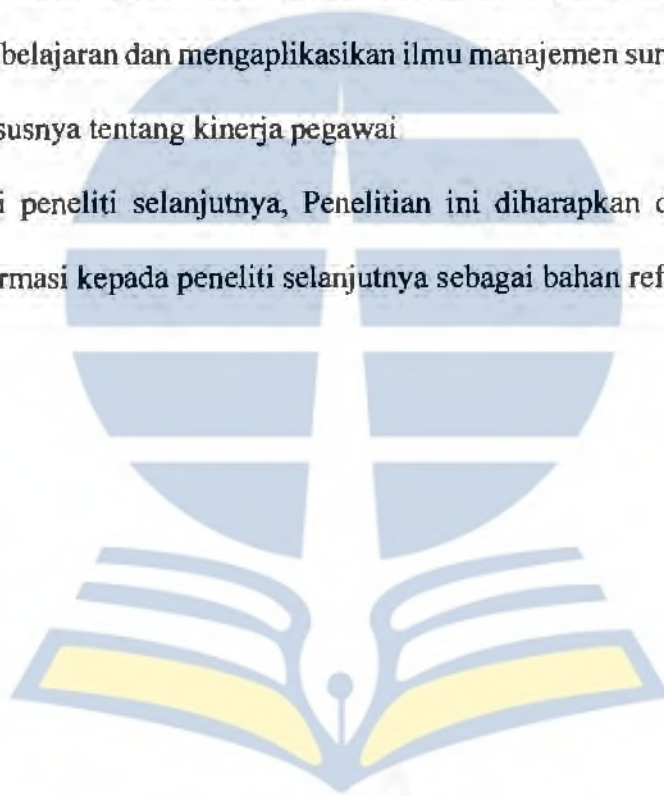 belajaran dan mengaplikasikan ilmu manajemen sur
susnya tentang kinerja pegawai
i peneliti selanjutnya, Penelitian ini diharapkan d
rmasi kepada peneliti selanjutnya sebagai bahan ref